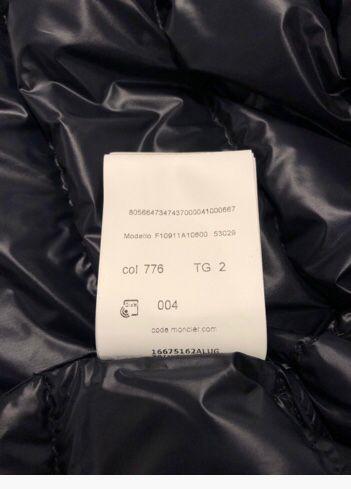 8056647347437000041000667
Modello F10911A10800 53029
col 776 TG 2
004
code.moncler.com
16675162ALUG